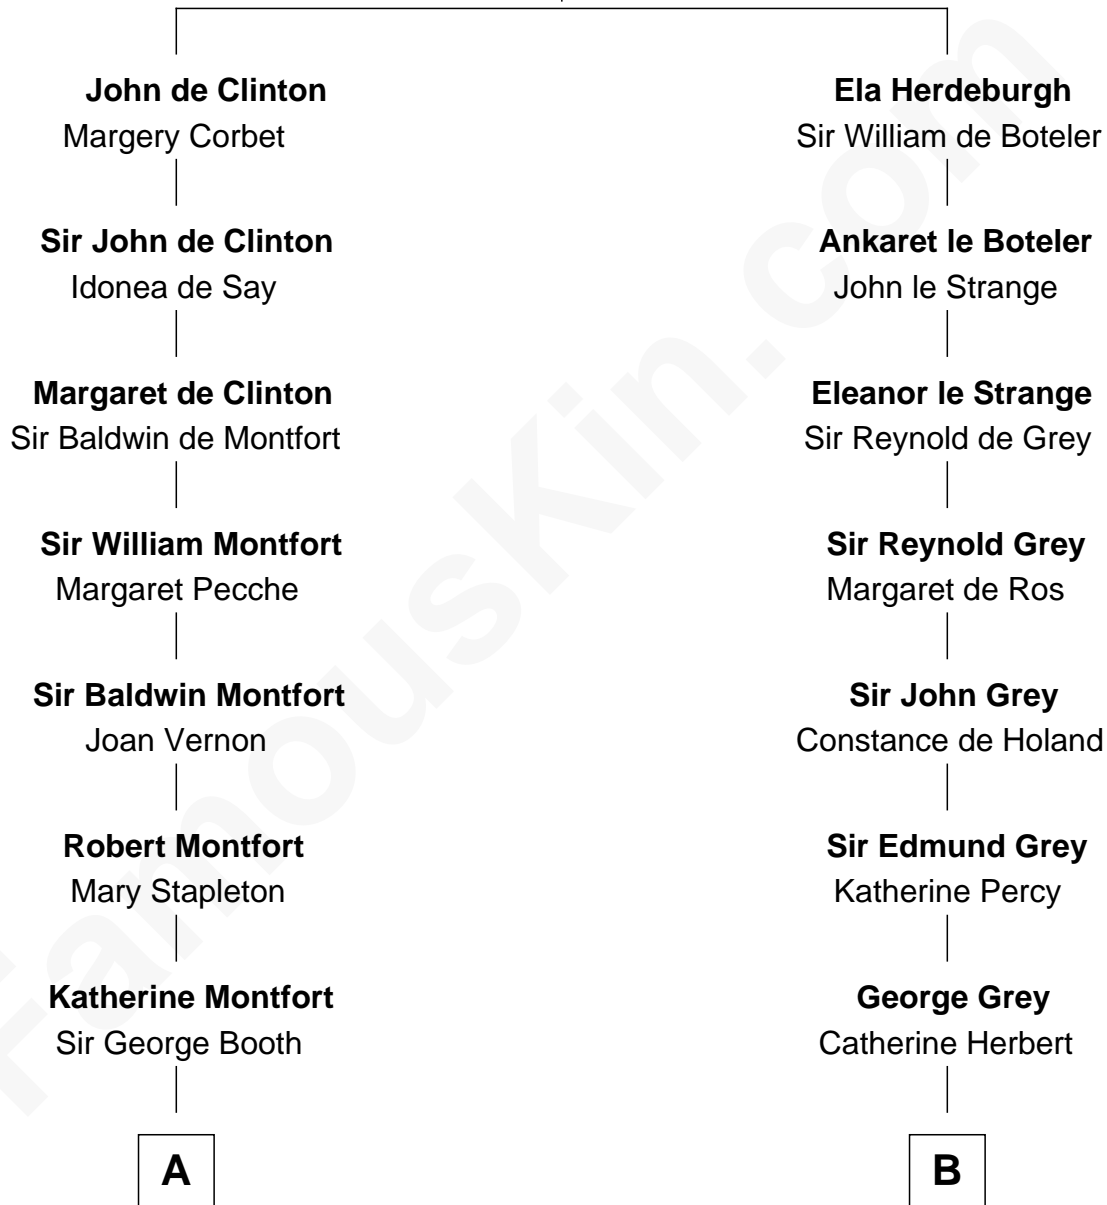 John de Clinton
Margery Corbet
Sir John de Clinton
Idonea de Say
Margaret de Clinton
Sir Baldwin de Montfort
Sir William Montfort
Margaret Pecche
Sir Baldwin Montfort
Joan Vernon
Robert Montfort
Mary Stapleton
Katherine Montfort
Sir George Booth
A
Ela Herdeburgh
Sir William de Boteler
Ankaret le Boteler
John le Strange
Eleanor le Strange
Sir Reynold de Grey
Sir Reynold Grey
Margaret de Ros
Sir John Grey
Constance de Holand
Sir Edmund Grey
Katherine Percy
George Grey
Catherine Herbert
B
FamousKin.com